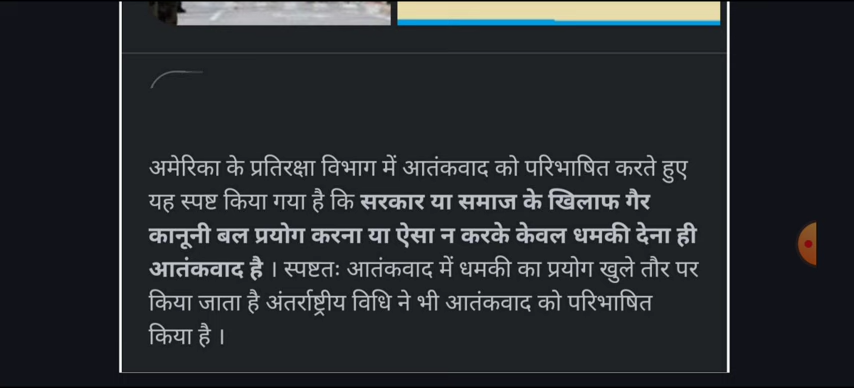 अमेरिका के प्रतिरक्षा विभाग में आतंकवाद को परिभाषित करते हुए
यह स्पष्ट किया गया है कि सरकार या समाज के खिलाफ गैर
कानूनी बल प्रयोग करना या ऐसा न करके केवल धमकी देना ही
आतंकवाद है । स्पष्टतः आतंकवाद में धमकी का प्रयोग खुले तौर पर
किया जाता है अंतर्राष्ट्रीय विधि ने भी आतंकवाद को परिभाषित
किया है ।